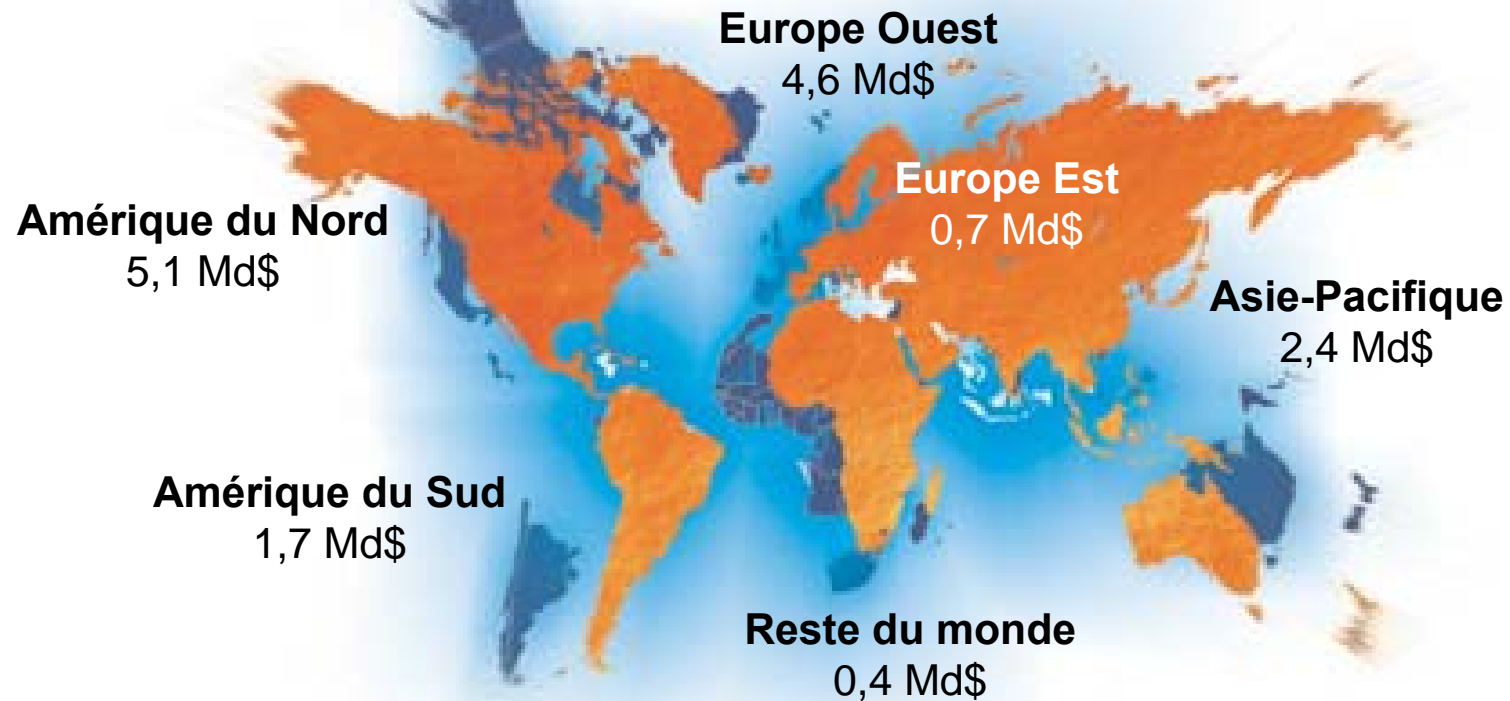 Europe Ouest
4,6 Md$
Europe Est
0,7 Md$
Amérique du Nord
5,1 Md$
Asie-Pacifique
2,4 Md$
Amérique du Sud
1,7 Md$
Reste du monde
0,4 Md$